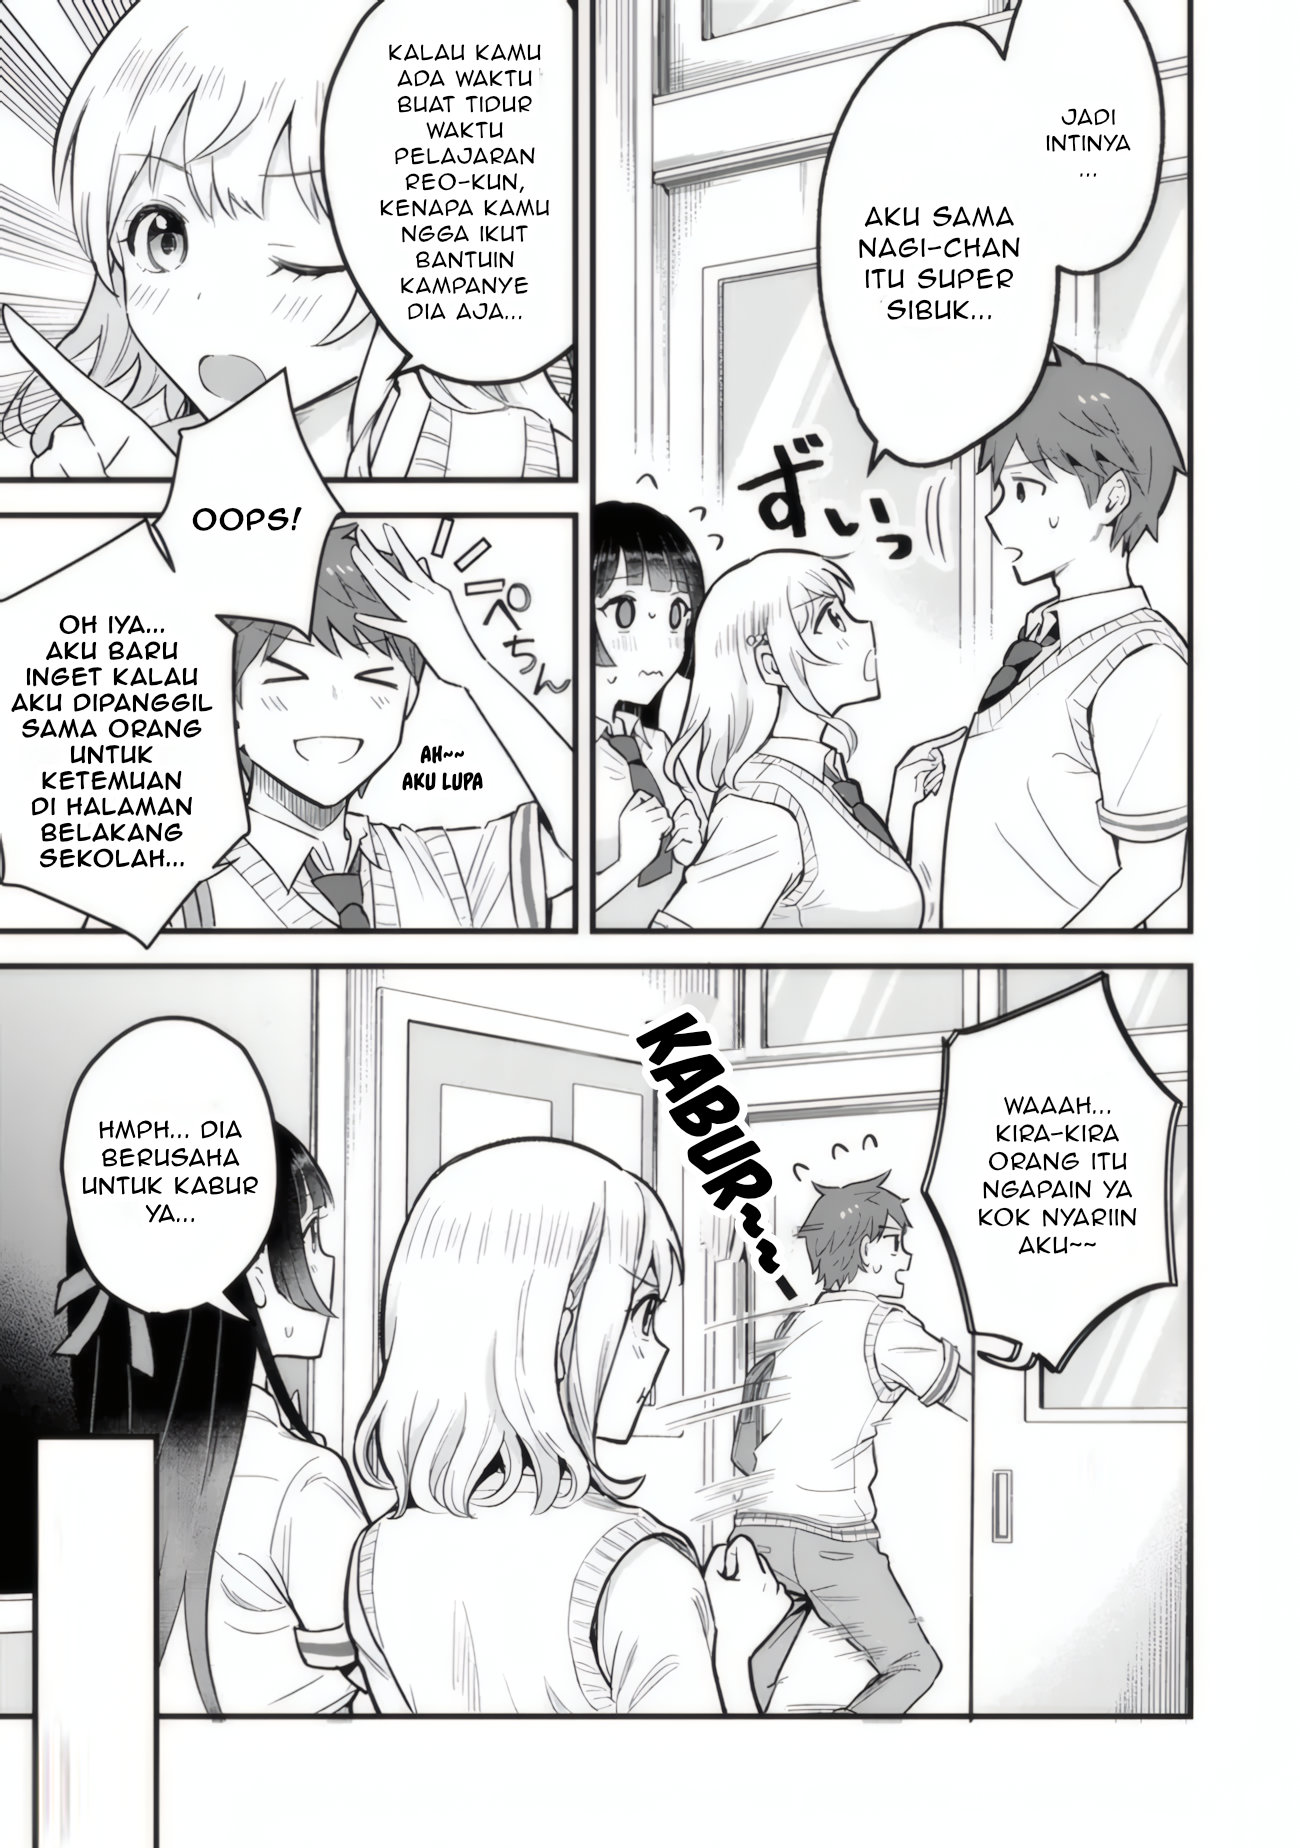 JADI
INTINYA
...
AKU SAMA
NAGI-CHAN
ITU SUPER
SIBUK...
ずいっ
KALAU KAMU
ADA WAKTU
BUAT TIDUR
WAKTU
PELAJARAN
REO-KUN,
KENAPA KAMU
NGGA IKUT
BANTUIN
KAMPANYE
DIA AJA...
OOPS!
OH IYA...
AKU BARU
INGET KALAU
AKU DIPANGGIL
SAMA ORANG
UNTUK
KETEMUAN
DI HALAMAN
BELAKANG
SEKOLAH...
ぺちん
AH~~
AKU LUPA
WAAAH...
KIRA-KIRA
ORANG ITU
NGAPAIN YA
KOK NYARIIN
AKU~~
KABUR~~~
HMPH... DIA
BERUSAHA
UNTUK KABUR
YA...